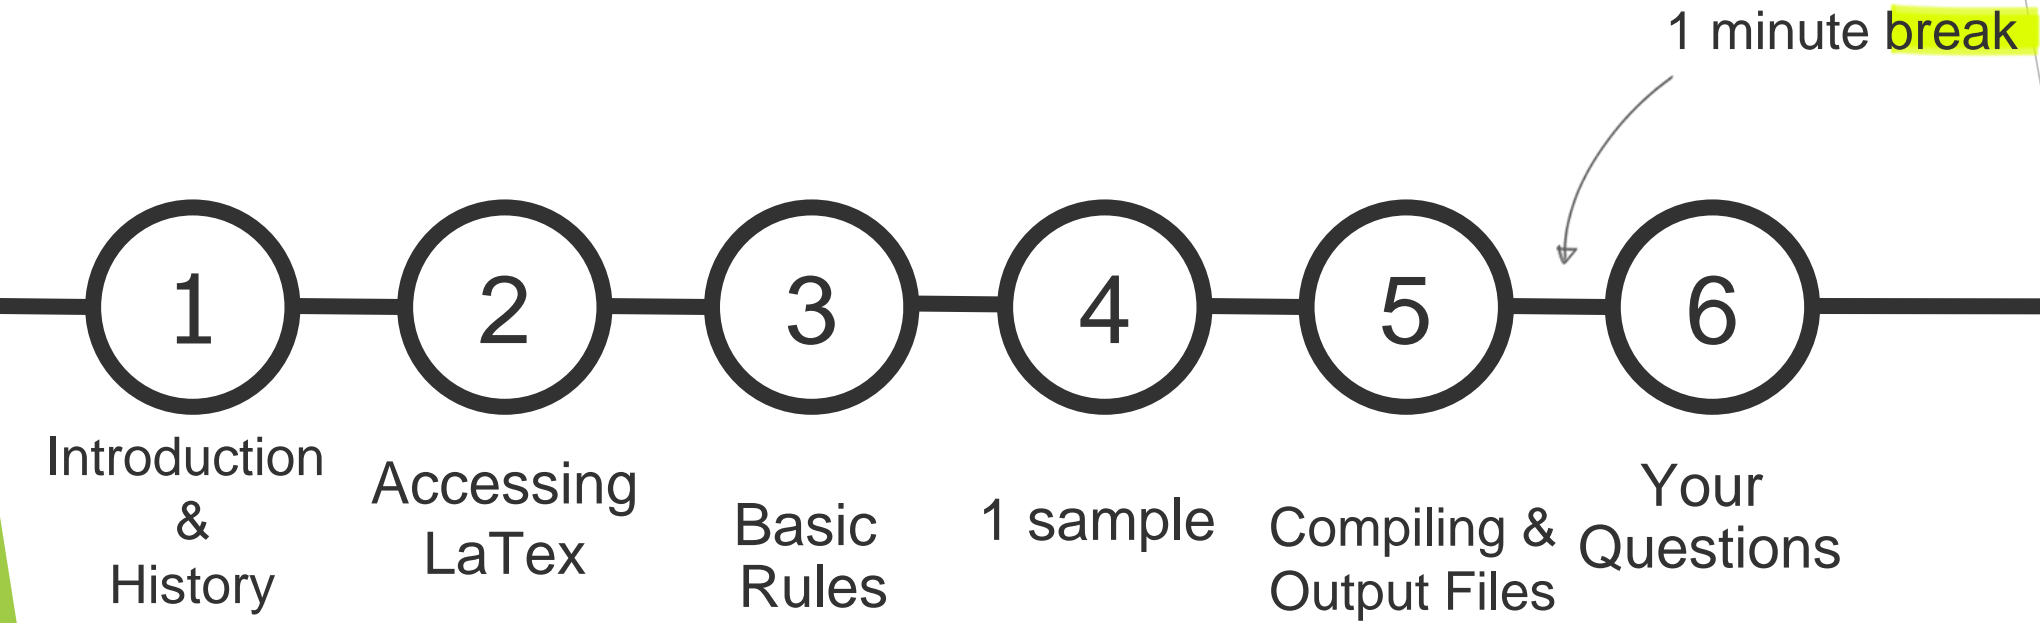 1 minute break
1
2
3
4
5
6
Introduction
&
History
Accessing
LaTex
Basic
Rules
1 sample
Compiling &
Output Files
Your
Questions